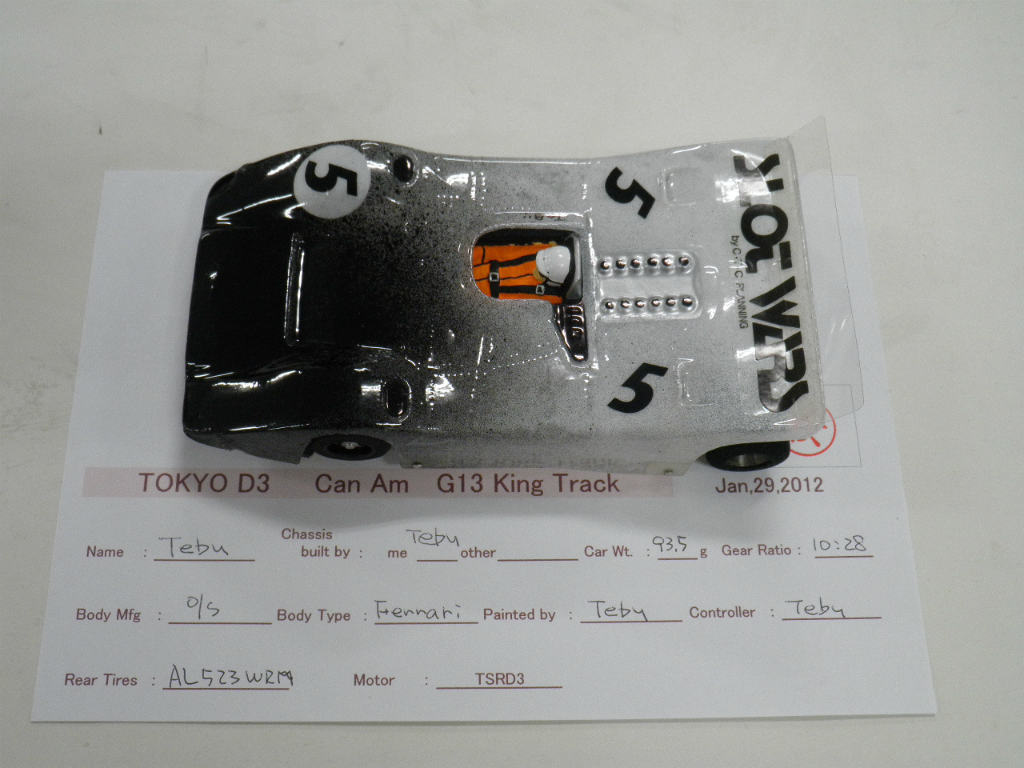 5
5
5
SLOT WERS
by C.A.C PLANNING
TOKYO D3 Can Am G13 King Track Jan,29,2012
Name : Tebu Chassis built by : me Tebu other Car Wt. : 93.5 g Gear Ratio : 10:28
Body Mfg : O/S Body Type : Ferrari Painted by : Tebu Controller : Tebu
Rear Tires : AL523WRM Motor : TSRD3